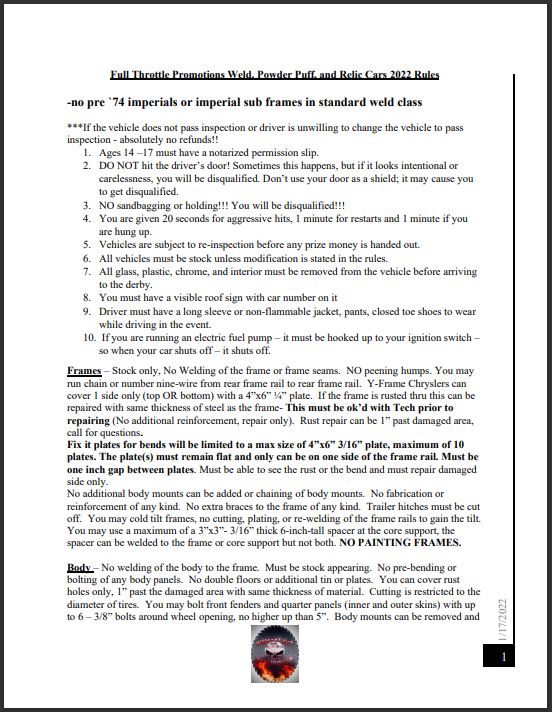 Full Throttle Promotions Weld, Powder Puff, and Relic Cars 2022 Rules
-no pre `74 imperials or imperial sub frames in standard weld class
***If the vehicle does not pass inspection or driver is unwilling to change the vehicle to pass
inspection - absolutely no refunds!!
1. Ages 14 –17 must have a notarized permission slip.
2. DO NOT hit the driver’s door! Sometimes this happens, but if it looks intentional or
carelessness, you will be disqualified. Don’t use your door as a shield; it may cause you
to get disqualified.
3. NO sandbagging or holding!!! You will be disqualified!!!
4. You are given 20 seconds for aggressive hits, 1 minute for restarts and 1 minute if you
are hung up.
5. Vehicles are subject to re-inspection before any prize money is handed out.
6. All vehicles must be stock unless modification is stated in the rules.
7. All glass, plastic, chrome, and interior must be removed from the vehicle before arriving
to the derby.
8. You must have a visible roof sign with car number on it
9. Driver must have a long sleeve or non-flammable jacket, pants, closed toe shoes to wear
while driving in the event.
10. If you are running an electric fuel pump – it must be hooked up to your ignition switch –
so when your car shuts off – it shuts off.
Frames – Stock only, No Welding of the frame or frame seams. NO peening humps. You may
run chain or number nine-wire from rear frame rail to rear frame rail. Y-Frame Chryslers can
cover 1 side only (top OR bottom) with a 4”x6” ¼” plate. If the frame is rusted thru this can be
repaired with same thickness of steel as the frame- This must be ok’d with Tech prior to
repairing (No additional reinforcement, repair only). Rust repair can be 1” past damaged area,
call for questions.
Fix it plates for bends will be limited to a max size of 4”x6” 3/16” plate, maximum of 10
plates. The plate(s) must remain flat and only can be on one side of the frame rail. Must be
one inch gap between plates. Must be able to see the rust or the bend and must repair damaged
side only.
No additional body mounts can be added or chaining of body mounts. No fabrication or
reinforcement of any kind. No extra braces to the frame of any kind. Trailer hitches must be cut
off. You may cold tilt frames, no cutting, plating, or re-welding of the frame rails to gain the tilt.
You may use a maximum of a 3”x3”- 3/16” thick 6-inch-tall spacer at the core support, the
spacer can be welded to the frame or core support but not both. NO PAINTING FRAMES.
Body – No welding of the body to the frame. Must be stock appearing. No pre-bending or
bolting of any body panels. No double floors or additional tin or plates. You can cover rust
holes only, 1” past the damaged area with same thickness of material. Cutting is restricted to the
diameter of tires. You may bolt front fenders and quarter panels (inner and outer skins) with up
to 6 – 3/8” bolts around wheel opening, no higher up than 5”. Body mounts can be removed and
1/17/2022
1